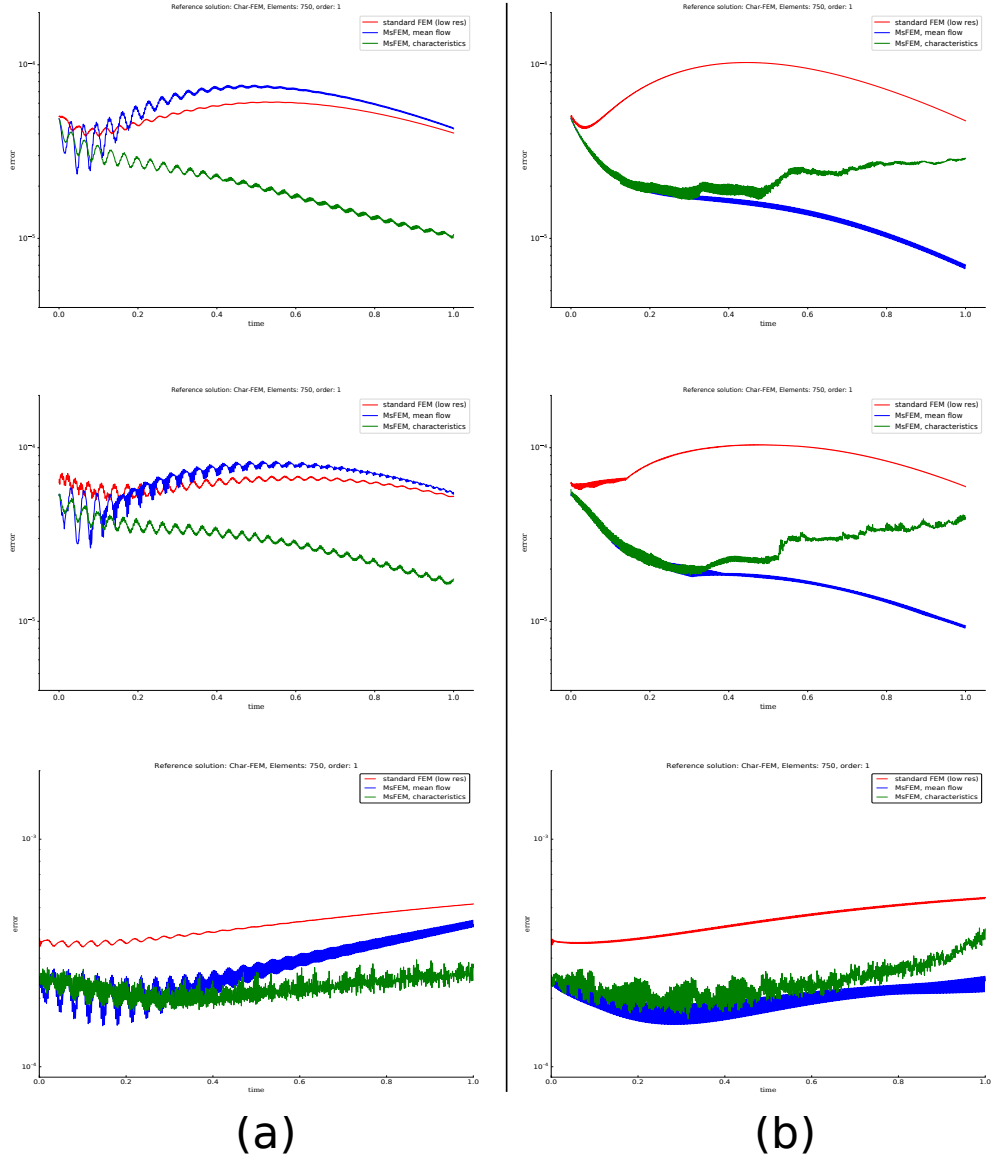 Reference solution: Char-FEM, Elements: 750, order: 1
standard FEM (low res)
MsFEM, mean flow
MsFEM, characteristics
10⁻⁴
10⁻⁵
error
0.0 0.2 0.4 0.6 0.8 1.0
time
Reference solution: Char-FEM, Elements: 750, order: 1
standard FEM (low res)
MsFEM, mean flow
MsFEM, characteristics
10⁻⁴
10⁻⁵
error
0.0 0.2 0.4 0.6 0.8 1.0
time
Reference solution: Char-FEM, Elements: 750, order: 1
standard FEM (low res)
MsFEM, mean flow
MsFEM, characteristics
10⁻⁴
10⁻⁵
error
0.0 0.2 0.4 0.6 0.8 1.0
time
Reference solution: Char-FEM, Elements: 750, order: 1
standard FEM (low res)
MsFEM, mean flow
MsFEM, characteristics
10⁻⁴
10⁻⁵
error
0.0 0.2 0.4 0.6 0.8 1.0
time
Reference solution: Char-FEM, Elements: 750, order: 1
standard FEM (low res)
MsFEM, mean flow
MsFEM, characteristics
10⁻³
10⁻⁴
error
0.0 0.2 0.4 0.6 0.8 1.0
time
Reference solution: Char-FEM, Elements: 750, order: 1
standard FEM (low res)
MsFEM, mean flow
MsFEM, characteristics
10⁻³
10⁻⁴
error
0.0 0.2 0.4 0.6 0.8 1.0
time
(a)
(b)